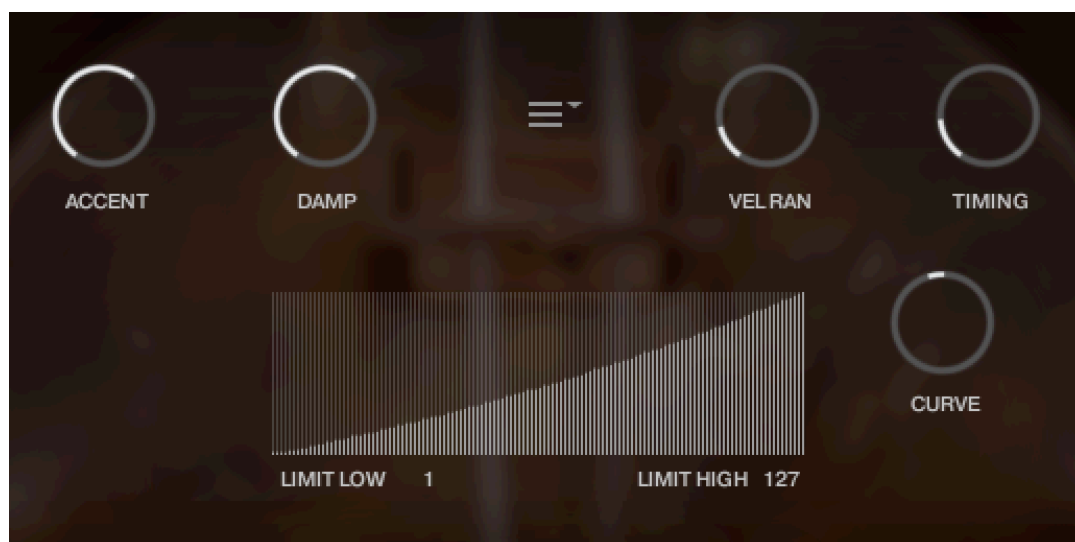 ACCENT DAMP VEL RAN TIMING
CURVE
LIMIT LOW 1 LIMIT HIGH 127